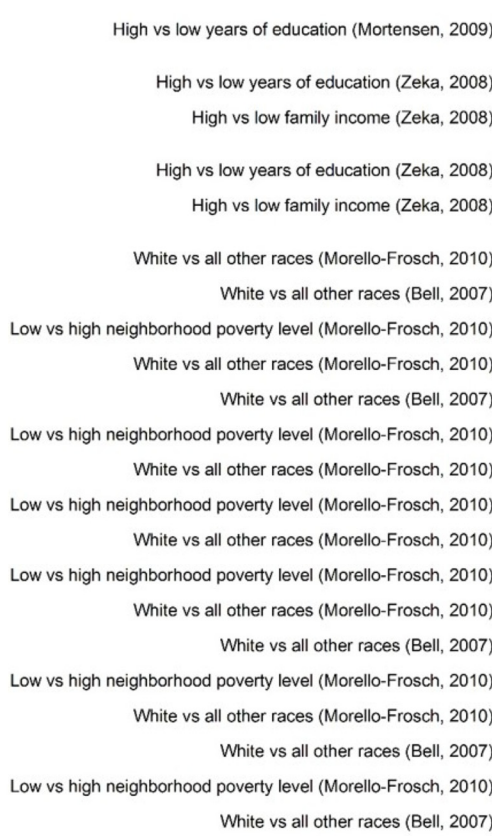 High vs low years of education (Mortensen, 2009)
High vs low years of education (Zeka, 2008)
High vs low family income (Zeka, 2008)
High vs low years of education (Zeka, 2008)
High vs low family income (Zeka, 2008)
White vs all other races (Morello-Frosch, 2010)
White vs all other races (Bell, 2007)
Low vs high neighborhood poverty level (Morello-Frosch, 2010)
White vs all other races (Morello-Frosch, 2010)
White vs all other races (Bell, 2007)
Low vs high neighborhood poverty level (Morello-Frosch, 2010)
White vs all other races (Morello-Frosch, 2010)
Low vs high neighborhood poverty level (Morello-Frosch, 2010)
White vs all other races (Morello-Frosch, 2010)
Low vs high neighborhood poverty level (Morello-Frosch, 2010)
White vs all other races (Morello-Frosch, 2010)
White vs all other races (Bell, 2007)
Low vs high neighborhood poverty level (Morello-Frosch, 2010)
White vs all other races (Morello-Frosch, 2010)
White vs all other races (Bell, 2007)
Low vs high neighborhood poverty level (Morello-Frosch, 2010)
White vs all other races (Bell, 2007)